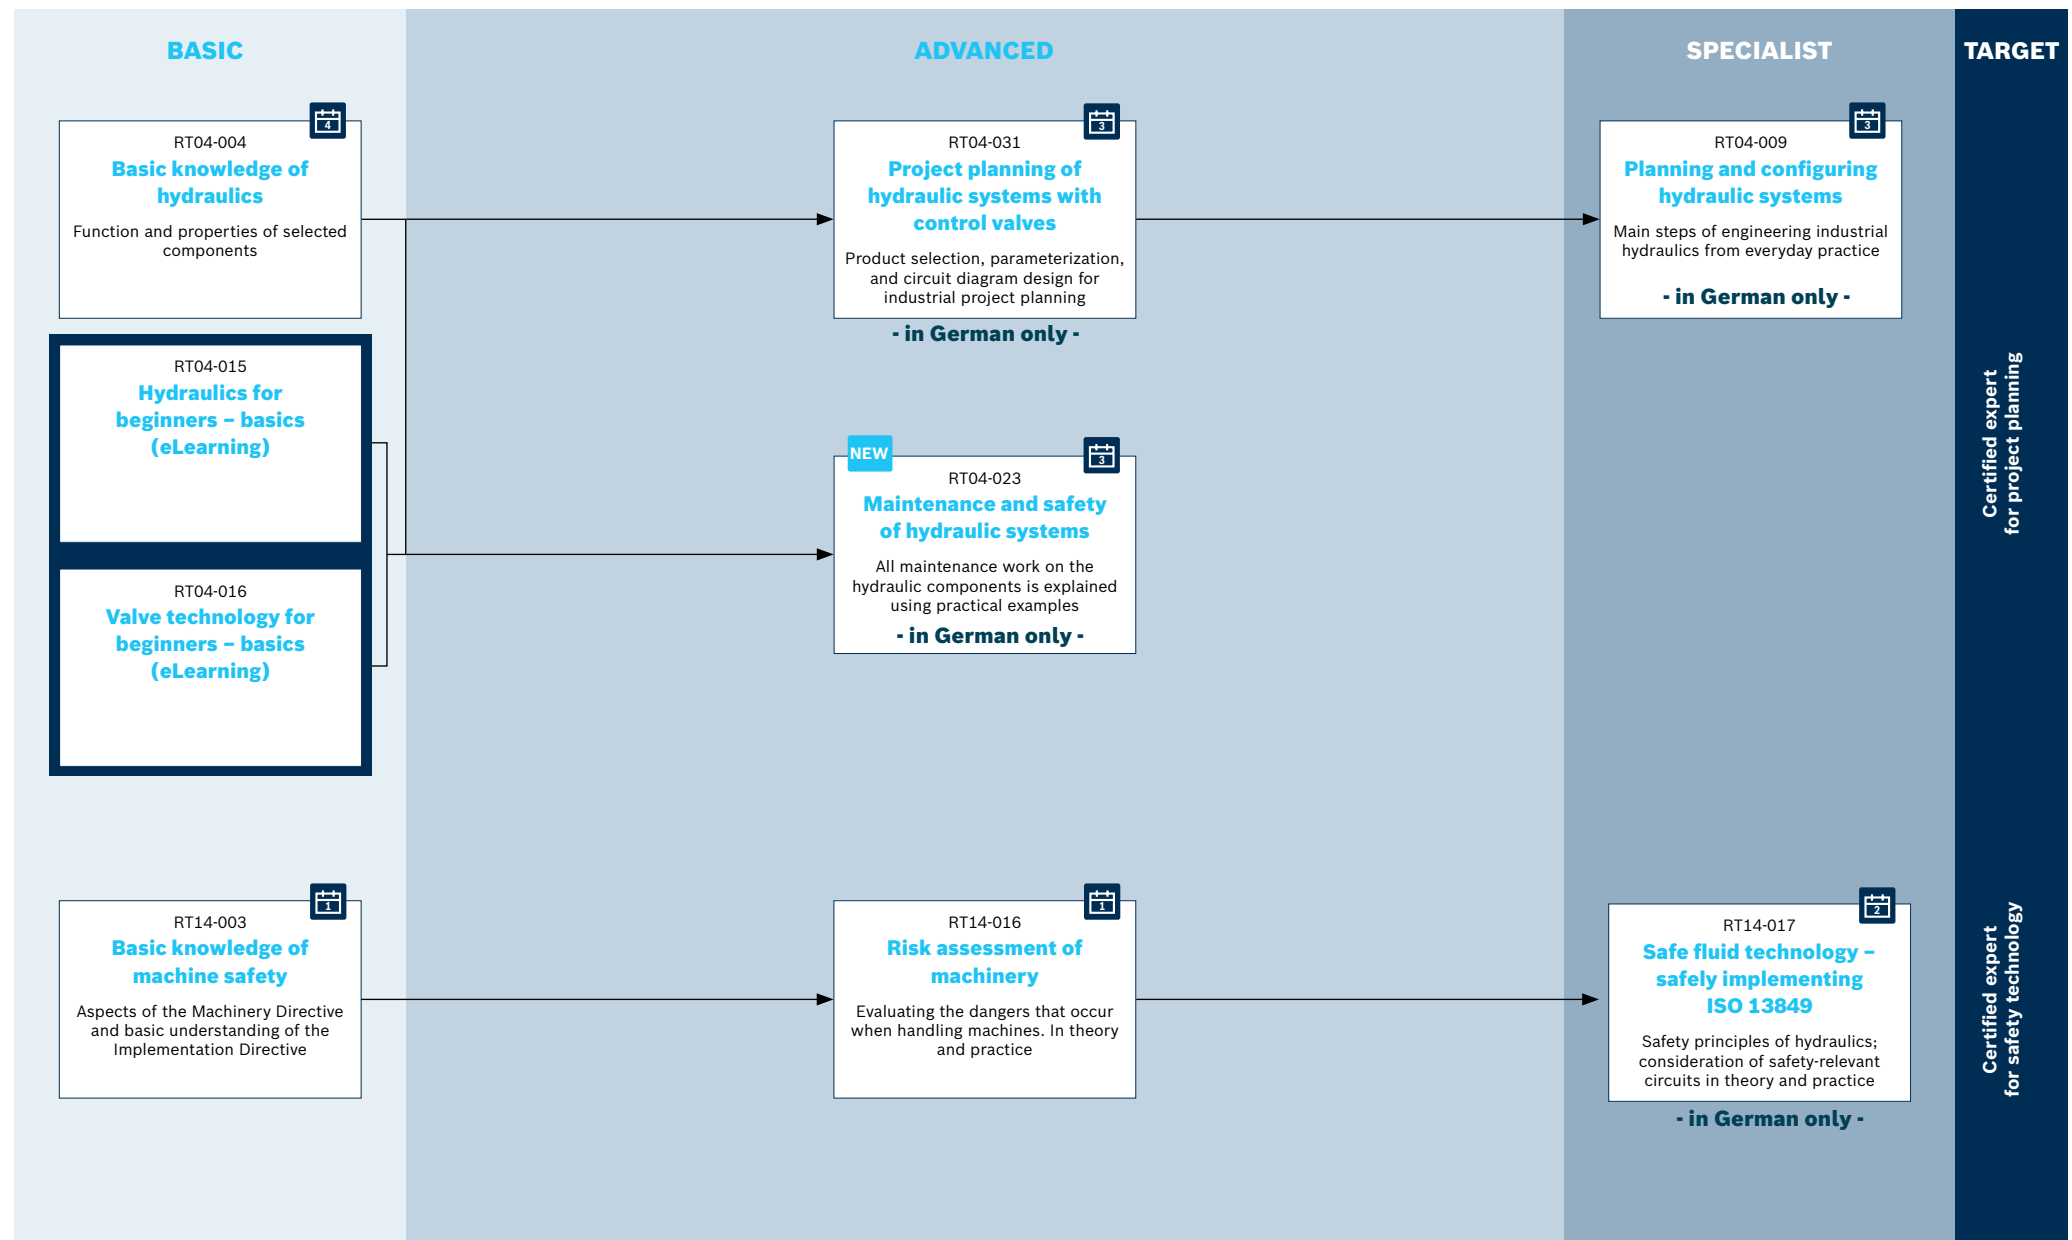 BASIC
ADVANCED
SPECIALIST
TARGET
4
RT04-004
Basic knowledge of
hydraulics
Function and properties of selected
components
3
RT04-031
Project planning of
hydraulic systems with
control valves
Product selection, parameterization,
and circuit diagram design for
industrial project planning
- in German only -
3
RT04-009
Planning and configuring
hydraulic systems
Main steps of engineering industrial
hydraulics from everyday practice
- in German only -
RT04-015
Hydraulics for
beginners – basics
(eLearning)
RT04-016
Valve technology for
beginners – basics
(eLearning)
NEW
3
RT04-023
Maintenance and safety
of hydraulic systems
All maintenance work on the
hydraulic components is explained
using practical examples
- in German only -
Certified expert
for project planning
1
RT14-003
Basic knowledge of
machine safety
Aspects of the Machinery Directive
and basic understanding of the
Implementation Directive
1
RT14-016
Risk assessment of
machinery
Evaluating the dangers that occur
when handling machines. In theory
and practice
2
RT14-017
Safe fluid technology –
safely implementing
ISO 13849
Safety principles of hydraulics;
consideration of safety-relevant
circuits in theory and practice
- in German only -
Certified expert
for safety technology